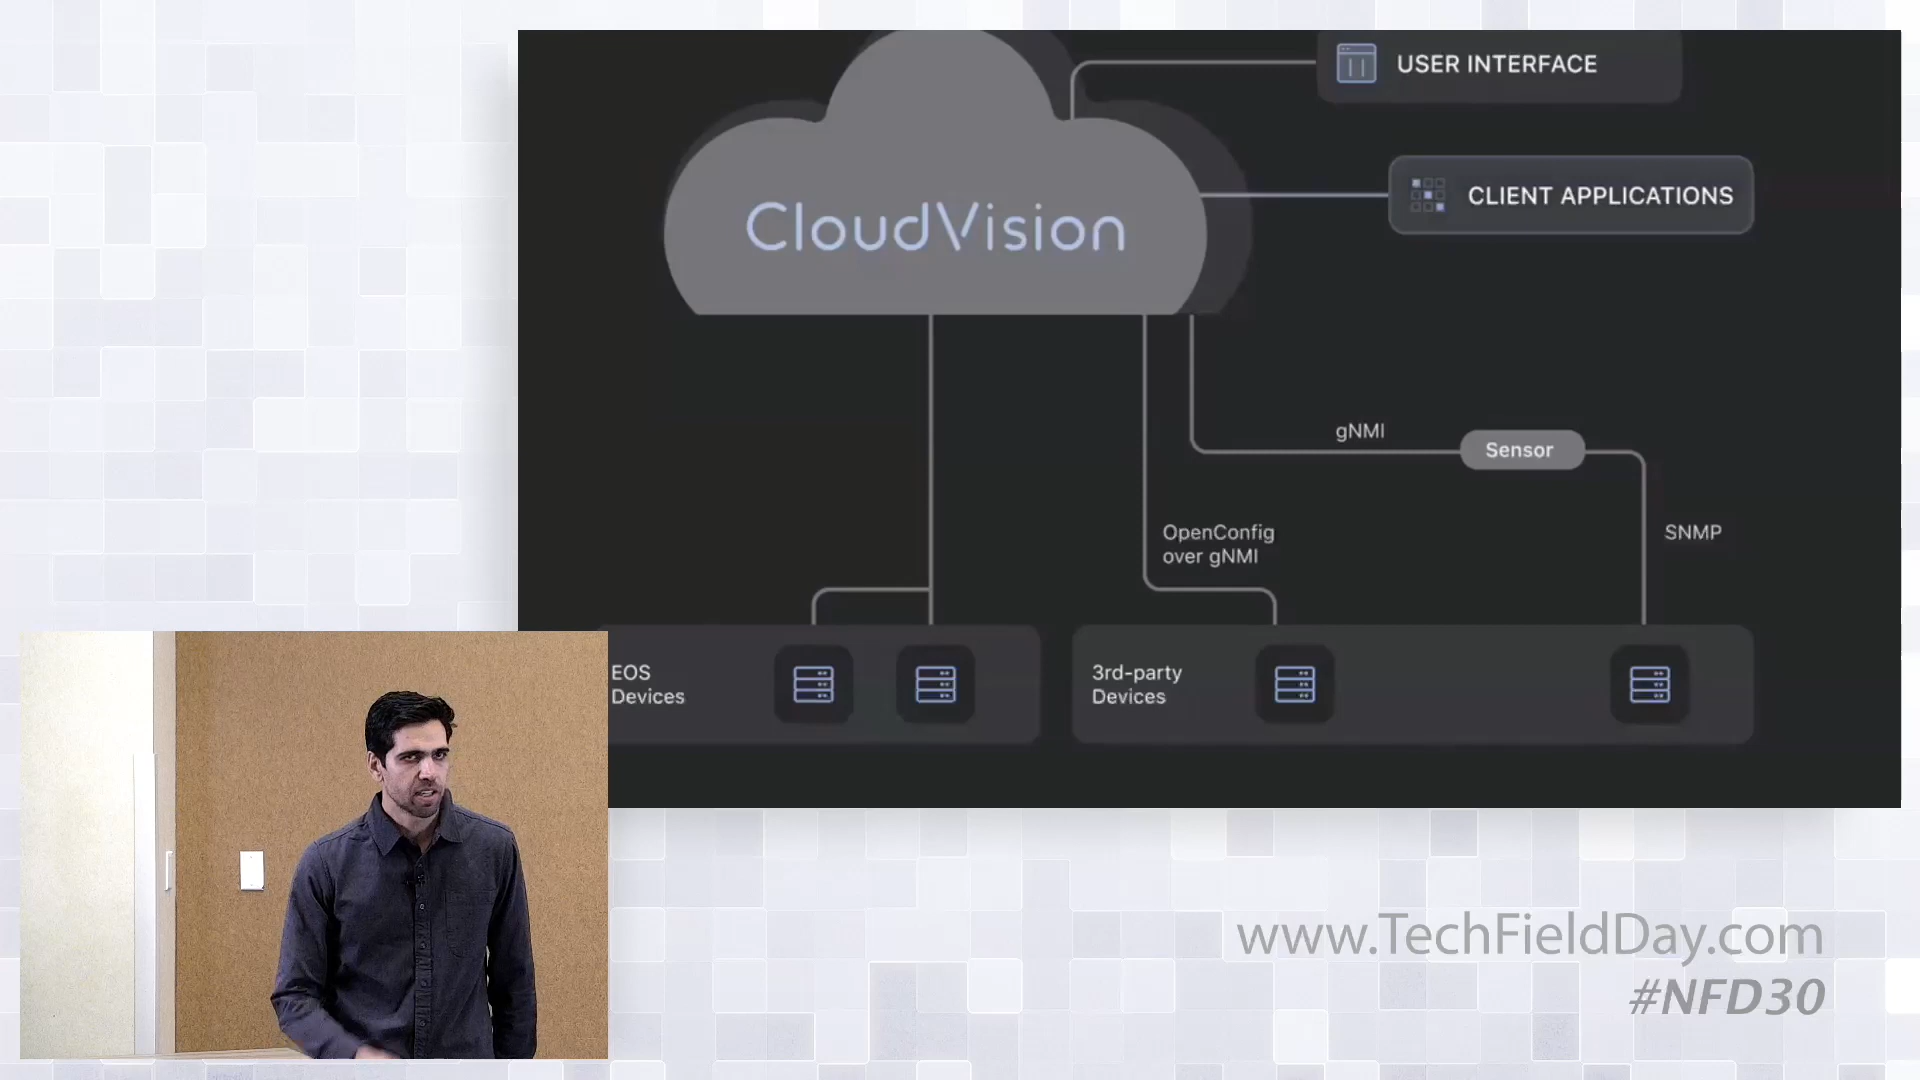 USER INTERFACE
CLIENT APPLICATIONS
CloudVision
gNMI
Sensor
OpenConfig
over gNMI
SNMP
EOS
Devices
3rd-party
Devices
www.TechFieldDay.com
#NFD30